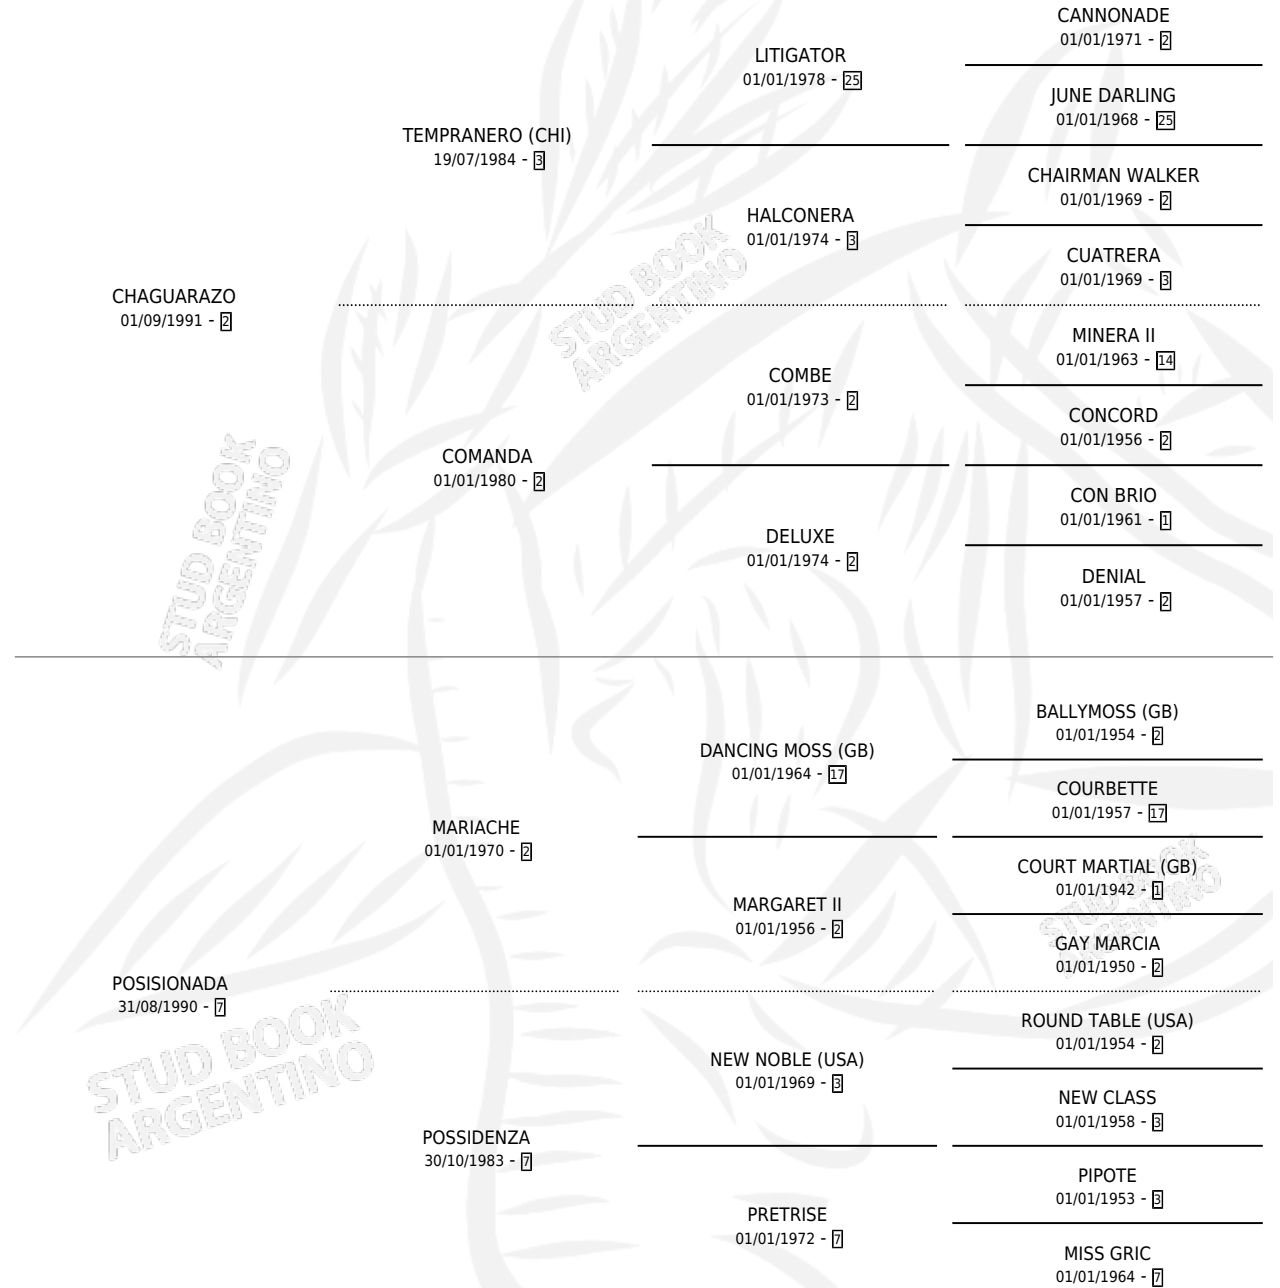 CANNONADE
01/01/1971 - 2
LITIGATOR
01/01/1978 - 25
JUNE DARLING
01/01/1968 - 25
TEMPRANERO (CHI)
19/07/1984 - 3
CHAIRMAN WALKER
01/01/1969 - 2
HALCONERA
01/01/1974 - 3
CUATRERA
01/01/1969 - 3
CHAGUARAZO
01/09/1991 - 2
MINERA II
01/01/1963 - 14
COMBE
01/01/1973 - 2
CONCORD
01/01/1956 - 2
COMANDA
01/01/1980 - 2
CON BRIO
01/01/1961 - 1
DELUXE
01/01/1974 - 2
DENIAL
01/01/1957 - 2
BALLYMOSS (GB)
01/01/1954 - 2
DANCING MOSS (GB)
01/01/1964 - 17
COURBETTE
01/01/1957 - 17
MARIACHE
01/01/1970 - 2
COURT MARTIAL (GB)
01/01/1942 - 1
MARGARET II
01/01/1956 - 2
GAY MARCIA
01/01/1950 - 2
POSISIONADA
31/08/1990 - 7
ROUND TABLE (USA)
01/01/1954 - 2
NEW NOBLE (USA)
01/01/1969 - 3
NEW CLASS
01/01/1958 - 3
POSSIDENZA
30/10/1983 - 7
PIPOTE
01/01/1953 - 3
PRETRISE
01/01/1972 - 7
MISS GRIC
01/01/1964 - 7
STUD BOOK
ARGENTINO
STUD BOOK
ARGENTINO
STUD BOOK
ARGENTINO
STUD BOOK
ARGENTINO